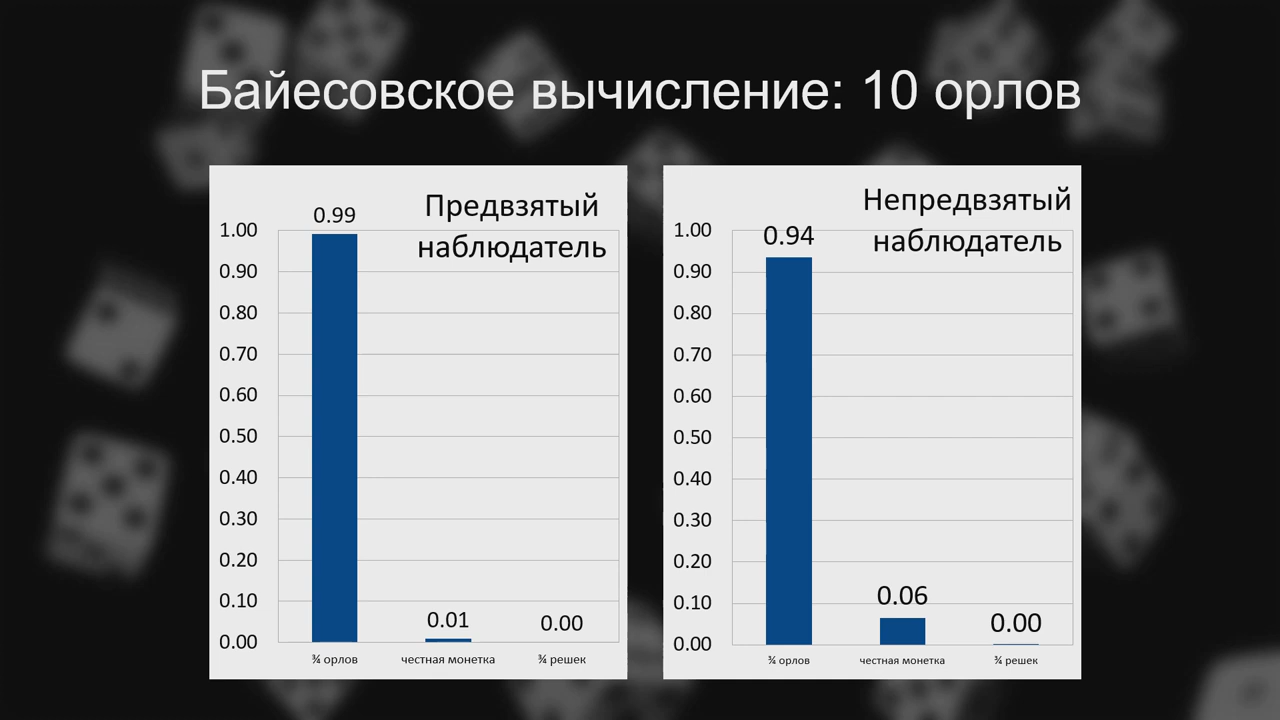 Байесовское вычисление: 10 орлов
Предвзятый
наблюдатель
0.99
1.00
0.90
0.80
0.70
0.60
0.50
0.40
0.30
0.20
0.10
0.00
0.01
0.00
¾ орлов
честная монетка
¾ решек
Непредвзятый
наблюдатель
0.94
1.00
0.90
0.80
0.70
0.60
0.50
0.40
0.30
0.20
0.10
0.00
0.06
0.00
¾ орлов
честная монетка
¾ решек